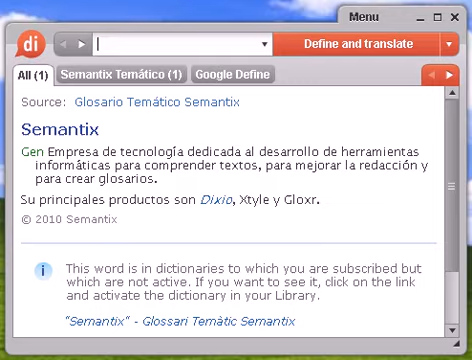 Menu
di
Define and translate
All (1) Semantix Temático (1) Google Define
Source: Glosario Temático Semantix
Semantix
Gen Empresa de tecnología dedicada al desarrollo de herramientas
informáticas para comprender textos, para mejorar la redacción y
para crear glosarios.
Su principales productos son Dixio, Xtyle y Gloxr.
© 2010 Semantix
i
This word is in dictionaries to which you are subscribed but
which are not active. If you want to see it, click on the link
and activate the dictionary in your Library.
"Semantix" - Glossari Temàtic Semantix